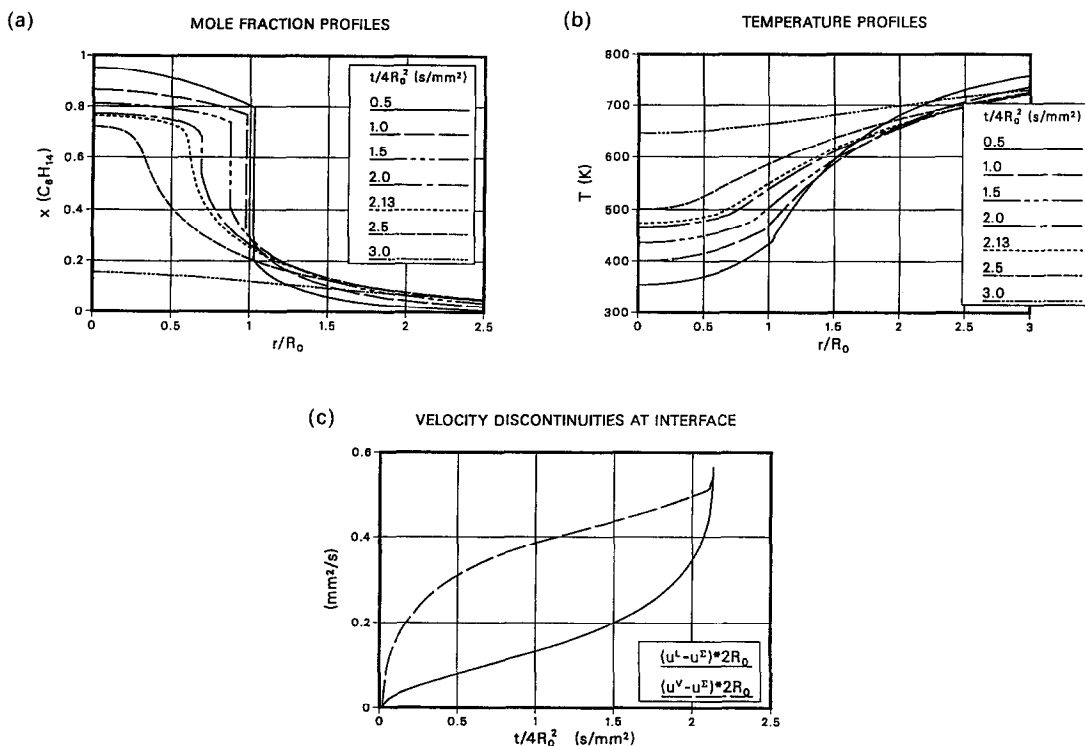 (a)
MOLE FRACTION PROFILES
1
0.8
0.6
0.4
0.2
0
x (C₆H₁₄)
0 0.5 1 1.5 2 2.5
r/R₀
t/4R₀² (s/mm²)
0.5
1.0
1.5
2.0
2.13
2.5
3.0
(b)
TEMPERATURE PROFILES
800
700
600
500
400
300
T (K)
0 0.5 1 1.5 2 2.5 3
r/R₀
t/4R₀² (s/mm²)
0.5
1.0
1.5
2.0
2.13
2.5
3.0
(c)
VELOCITY DISCONTINUITIES AT INTERFACE
0.6
0.4
0.2
0
(mm²/s)
0 0.5 1 1.5 2 2.5
t/4R₀² (s/mm²)
(uᴸ-u^Σ)*2R₀
(uⱽ-u^Σ)*2R₀